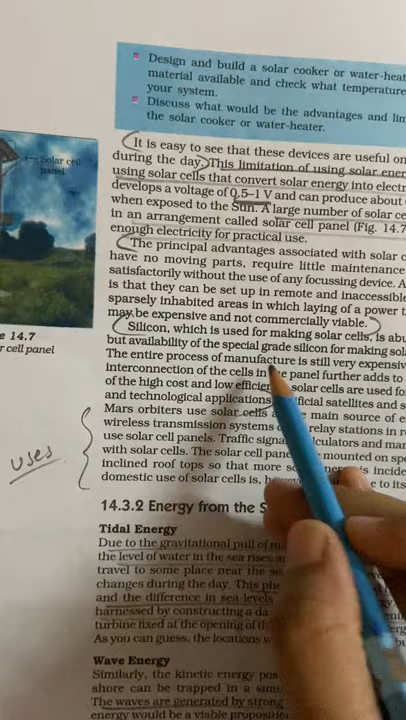 Design and build a solar cooker or water-heat
material available and check what temperature
your system.
Discuss what would be the advantages and lim
the solar cooker or water-heater.
Solar cell
panel
It is easy to see that these devices are useful on
during the day. This limitation of using solar ener
using solar cells that convert solar energy into electr
develops a voltage of 0.5–1 V and can produce about
when exposed to the Sun. A large number of solar ce
in an arrangement called solar cell panel (Fig. 14.7
enough electricity for practical use.
The principal advantages associated with solar c
have no moving parts, require little maintenance
satisfactorily without the use of any focussing device. A
is that they can be set up in remote and inaccessible
sparsely inhabited areas in which laying of a power t
may be expensive and not commercially viable.
e 14.7
r cell panel
Silicon, which is used for making solar cells, is abu
but availability of the special grade silicon for making sola
The entire process of manufacture is still very expensive
interconnection of the cells in the panel further adds to
of the high cost and low efficien solar cells are used for
and technological applications ificial satellites and s
Mars orbiters use solar cells a main source of e
wireless transmission systems relay stations in r
use solar cell panels. Traffic signa culators and man
with solar cells. The solar cell pane mounted on spe
inclined roof tops so that more so energ is incide
domestic use of solar cells is, h to its
uses
14.3.2 Energy from the S
Tidal Energy
Due to the gravitational pull of ma
the level of water in the sea rises an
travel to some place near the se
changes during the day. This phe
and the difference in sea-levels
harnessed by constructing a da
turbine fixed at the opening of th
As you can guess, the locations w
Wave Energy
Similarly, the kinetic energy pos
shore can be trapped in a simi
The waves are generated by strong
energy would be a viable propositio